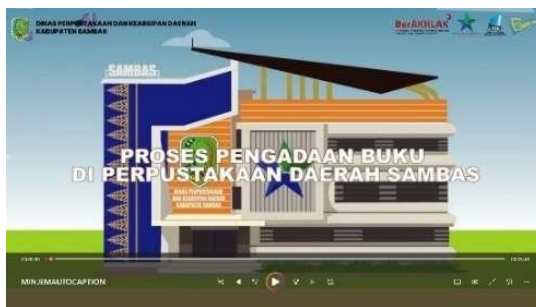 DINAS PERPUSTAKAAN DAN KEARSIPAN DAERAH
KABUPATEN SAMBAS
BerAKHLAK
SAMBAS
PROSES PENGADAAN BUKU
DI PERPUSTAKAAN DAERAH SAMBAS
DINAS PERPUSTAKAAN
DAN KEARSIPAN DAERAH
KABUPATEN SAMBAS
MINJEMAUTOCAPTION